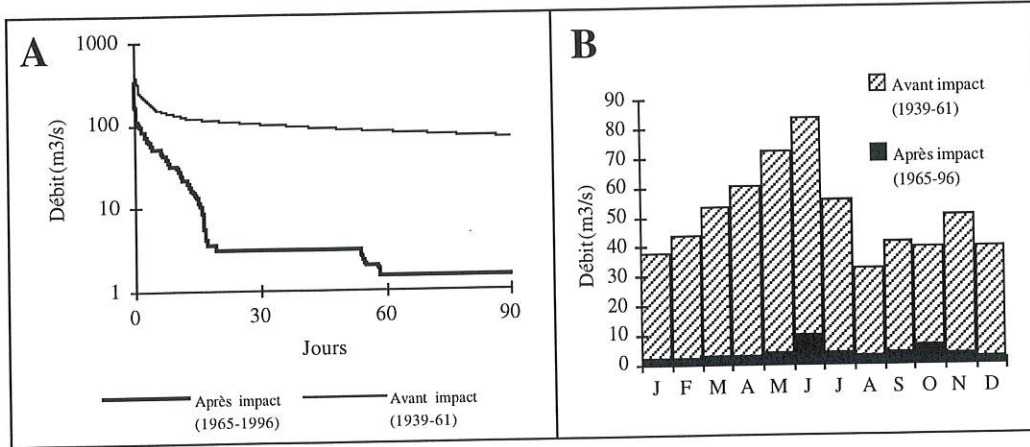 A
1000
100
10
1
Débit (m3/s)
0 30 60 90
Jours
Après impact
(1965-1996)
Avant impact
(1939-61)
B
Avant impact
(1939-61)
Après impact
(1965-96)
90
80
70
60
50
40
30
20
10
0
Débit (m3/s)
J F M A M J J A S O N D